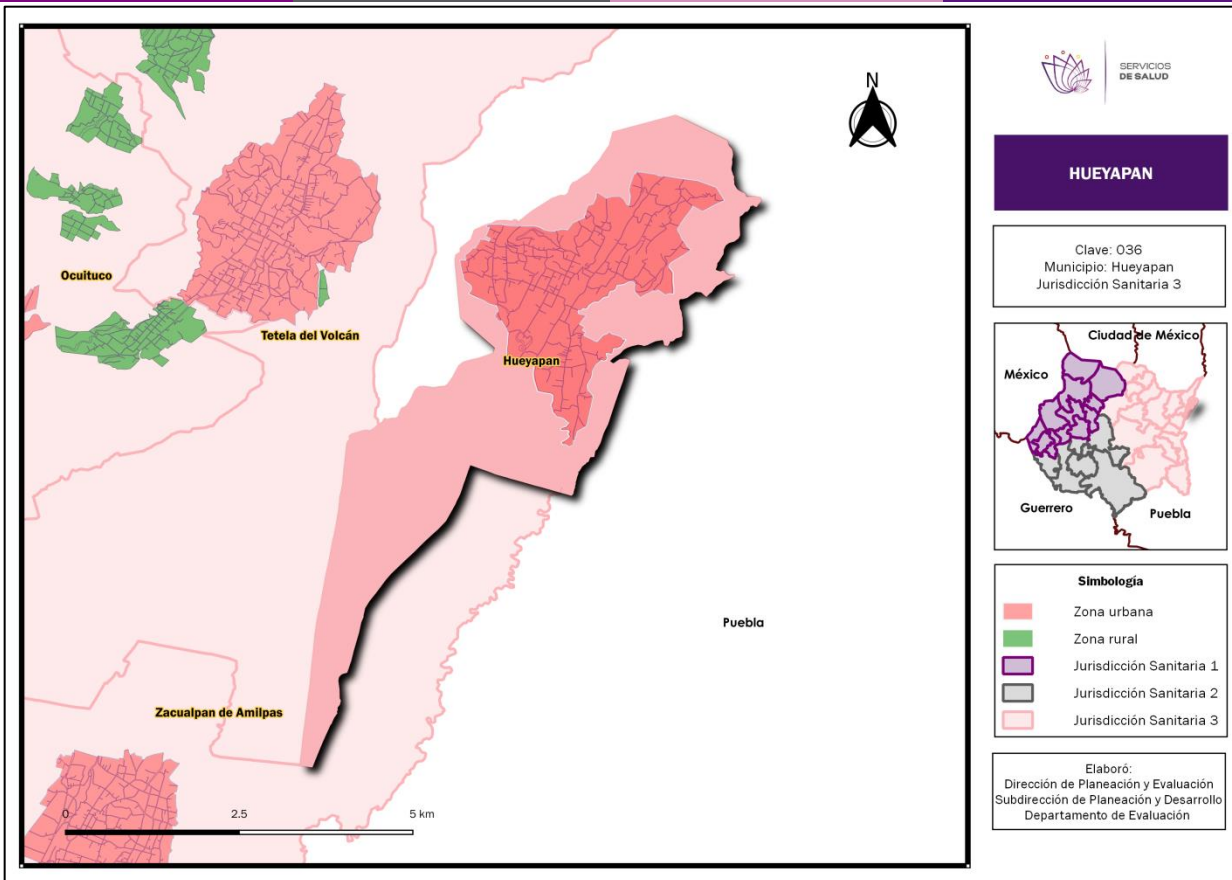 N
Ocuituco
Tetela del Volcán
Hueyapan
Puebla
Zacualpan de Amilpas
0 2.5 5 km
SERVICIOS
DE SALUD
HUEYAPAN
Clave: 036
Municipio: Hueyapan
Jurisdicción Sanitaria 3
Ciudad de México
México
Guerrero
Puebla
Simbología
Zona urbana
Zona rural
Jurisdicción Sanitaria 1
Jurisdicción Sanitaria 2
Jurisdicción Sanitaria 3
Elaboró:
Dirección de Planeación y Evaluación
Subdirección de Planeación y Desarrollo
Departamento de Evaluación